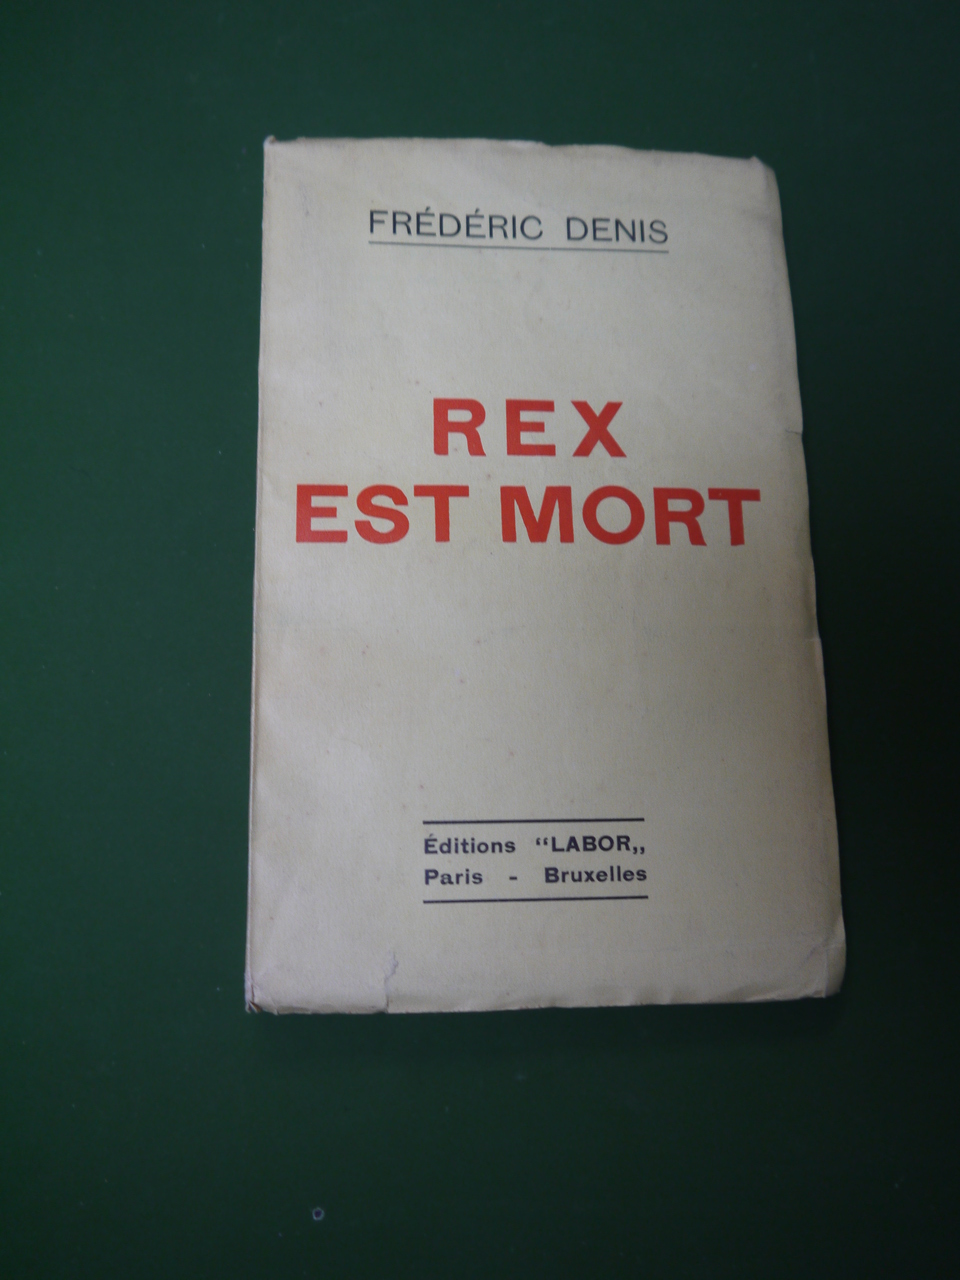 FRÉDÉRIC DENIS
REX
EST MORT
Éditions “LABOR„
Paris - Bruxelles